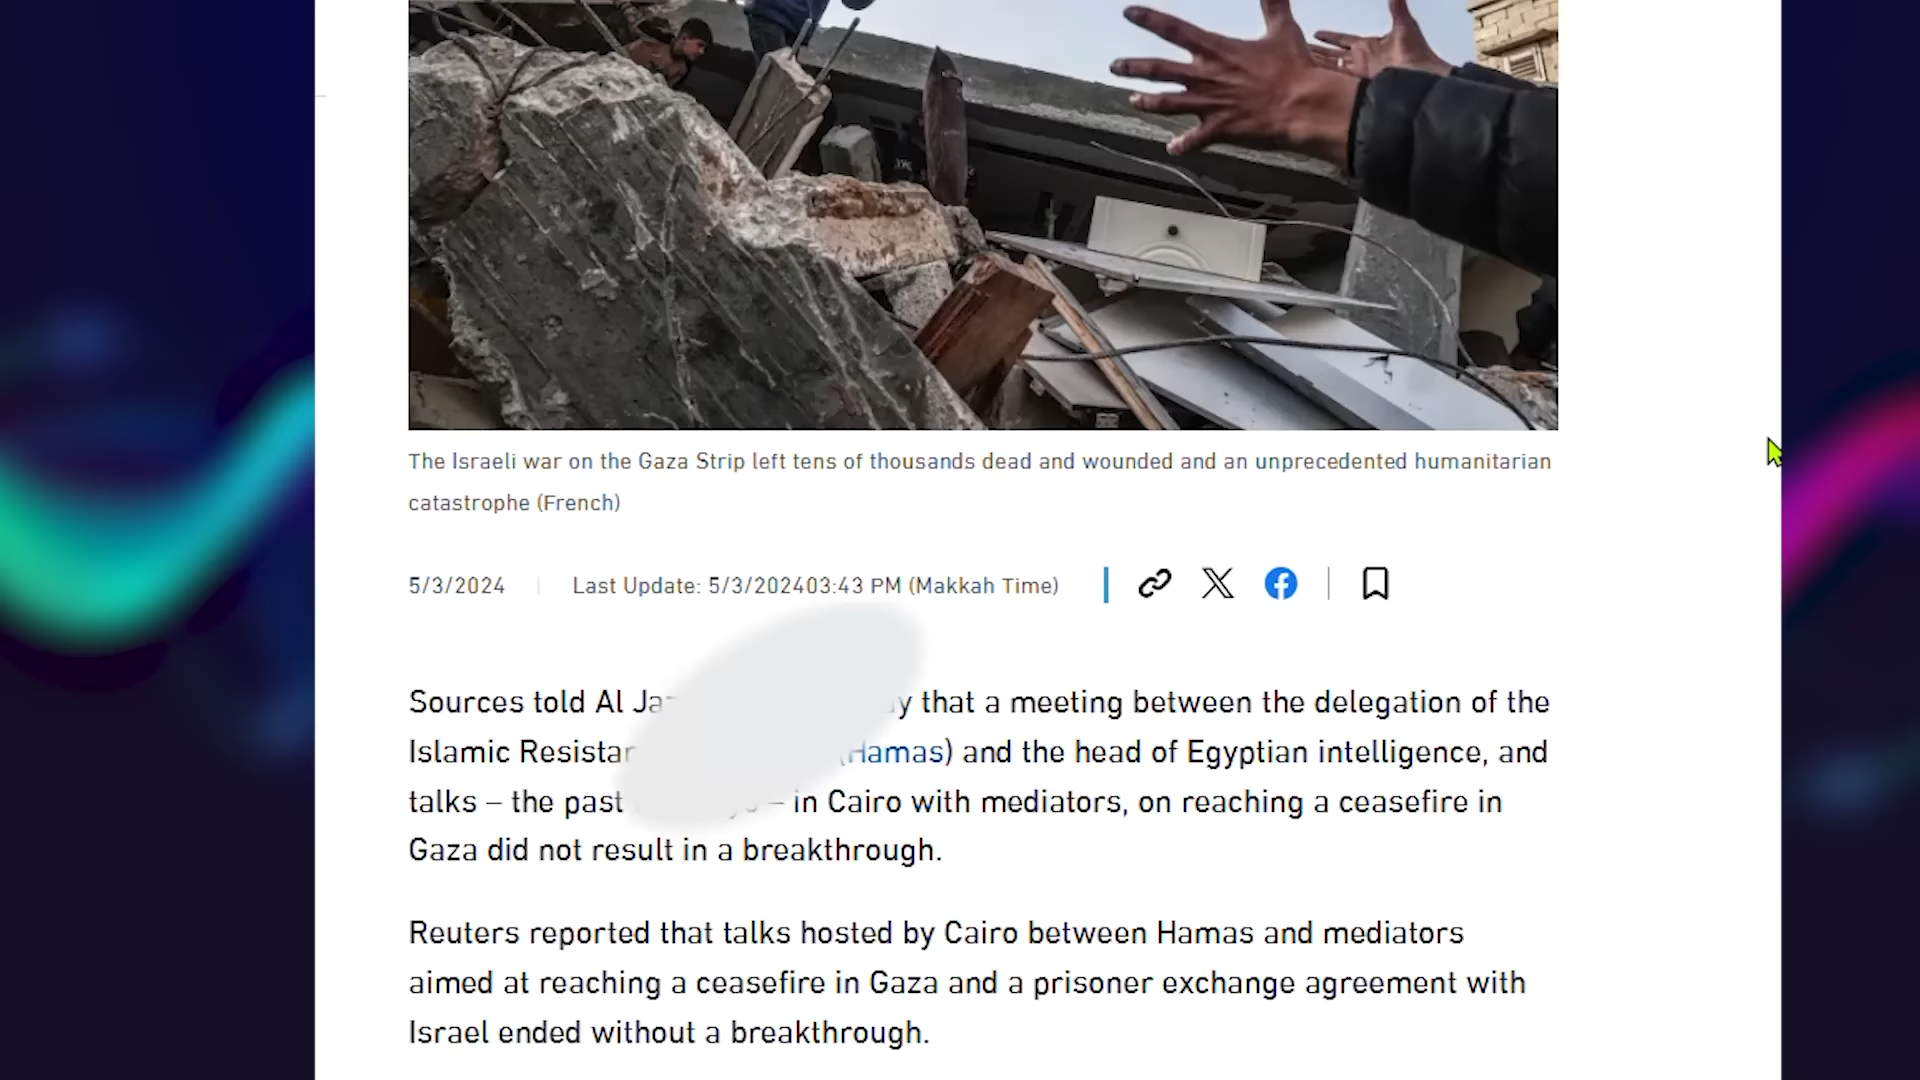 The Israeli war on the Gaza Strip left tens of thousands dead and wounded and an unprecedented humanitarian
catastrophe (French)
5/3/2024 Last Update: 5/3/202403:43 PM (Makkah Time)
Sources told Al that a meeting between the delegation of the
Islamic (Hamas) and the head of Egyptian intelligence, and
talks – the past – in Cairo with mediators, on reaching a ceasefire in
Gaza did not result in a breakthrough.
Reuters reported that talks hosted by Cairo between Hamas and mediators
aimed at reaching a ceasefire in Gaza and a prisoner exchange agreement with
Israel ended without a breakthrough.